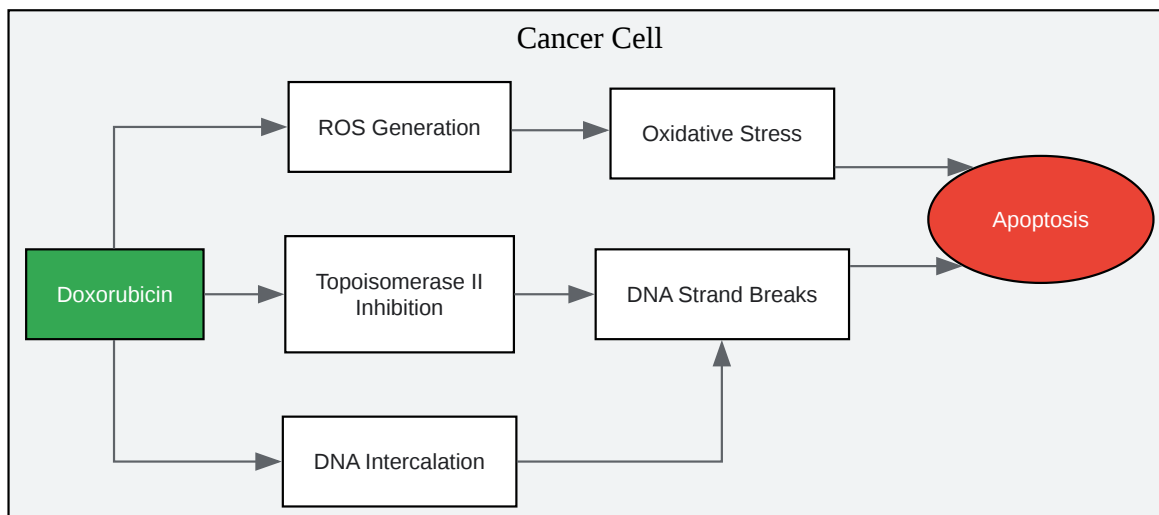 Cancer Cell
ROS Generation
Oxidative Stress
Apoptosis
Doxorubicin
Topoisomerase II
Inhibition
DNA Strand Breaks
DNA Intercalation